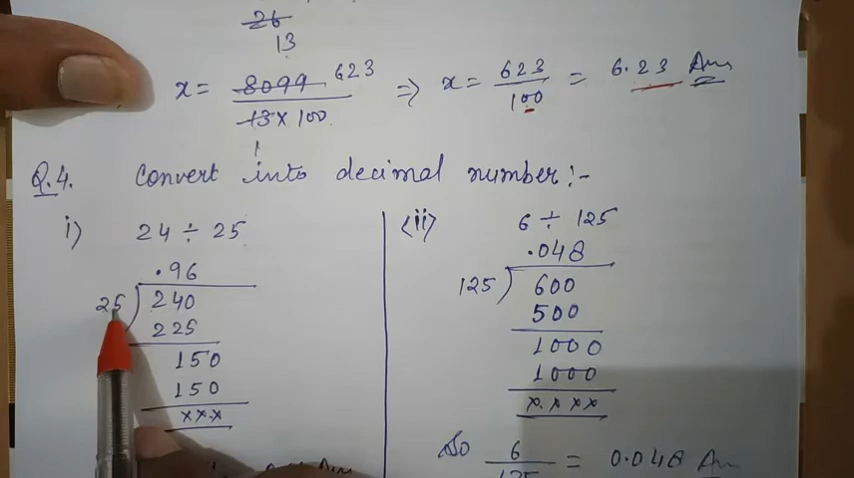 26
13
x = 8099 623 / 13 x 100 ⇒ x = 623 / 100 = 6.23 Ans
1
Q.4. Convert into decimal number :-
i) 24 ÷ 25
.96
25 ) 240
225
150
150
x x x
(ii) 6 ÷ 125
.048
125 ) 600
500
1000
1000
x x x x
So 6 / 125 = 0.048 Ans